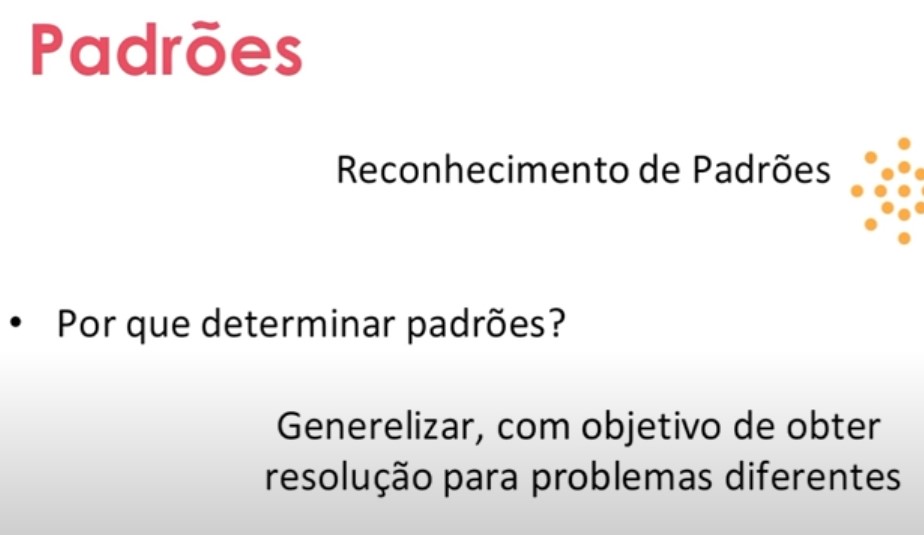 Padrões
Reconhecimento de Padrões
• Por que determinar padrões?
Generelizar, com objetivo de obter
resolução para problemas diferentes